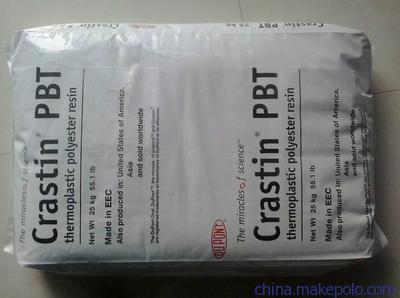 Crastin PBT
25 kg
The miracles of science™
Crastin® PBT
thermoplastic polyester resin
Net Wt 25 kg 55.1 lb
Made in EEC
Also produced in: United States of America,
Asia
and sold worldwide
DUPONT
The miracles of science™
Crastin® PBT
thermoplastic polyester resin
Net Wt 25 kg 55.1 lb
Made in EEC
Also produced in: United States of America,
Asia
and sold worldwide
china.makepolo.com